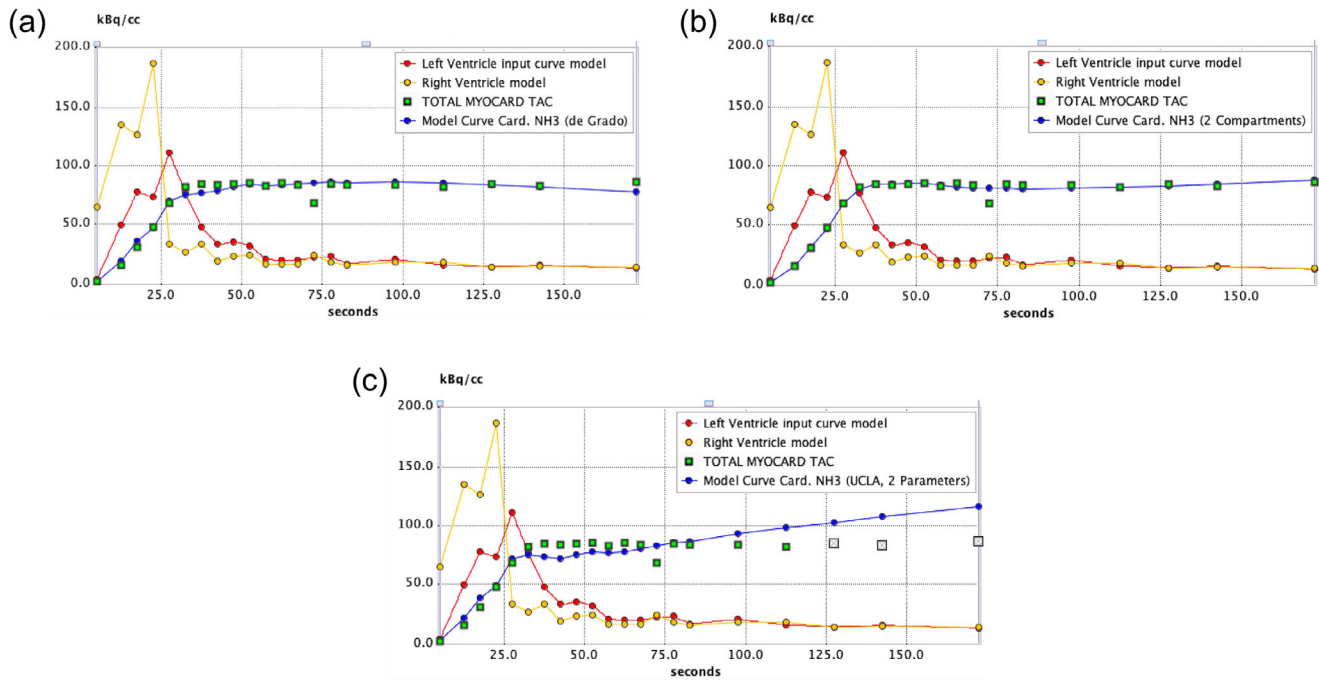 (a)
kBq/cc
200.0
150.0
100.0
50.0
0.0
Left Ventricle input curve model
Right Ventricle model
TOTAL MYOCARD TAC
Model Curve Card. NH3 (de Grado)
25.0 50.0 75.0 100.0 125.0 150.0
seconds
(b)
kBq/cc
200.0
150.0
100.0
50.0
0.0
Left Ventricle input curve model
Right Ventricle model
TOTAL MYOCARD TAC
Model Curve Card. NH3 (2 Compartments)
25.0 50.0 75.0 100.0 125.0 150.0
seconds
(c)
kBq/cc
200.0
150.0
100.0
50.0
0.0
Left Ventricle input curve model
Right Ventricle model
TOTAL MYOCARD TAC
Model Curve Card. NH3 (UCLA, 2 Parameters)
25.0 50.0 75.0 100.0 125.0 150.0
seconds